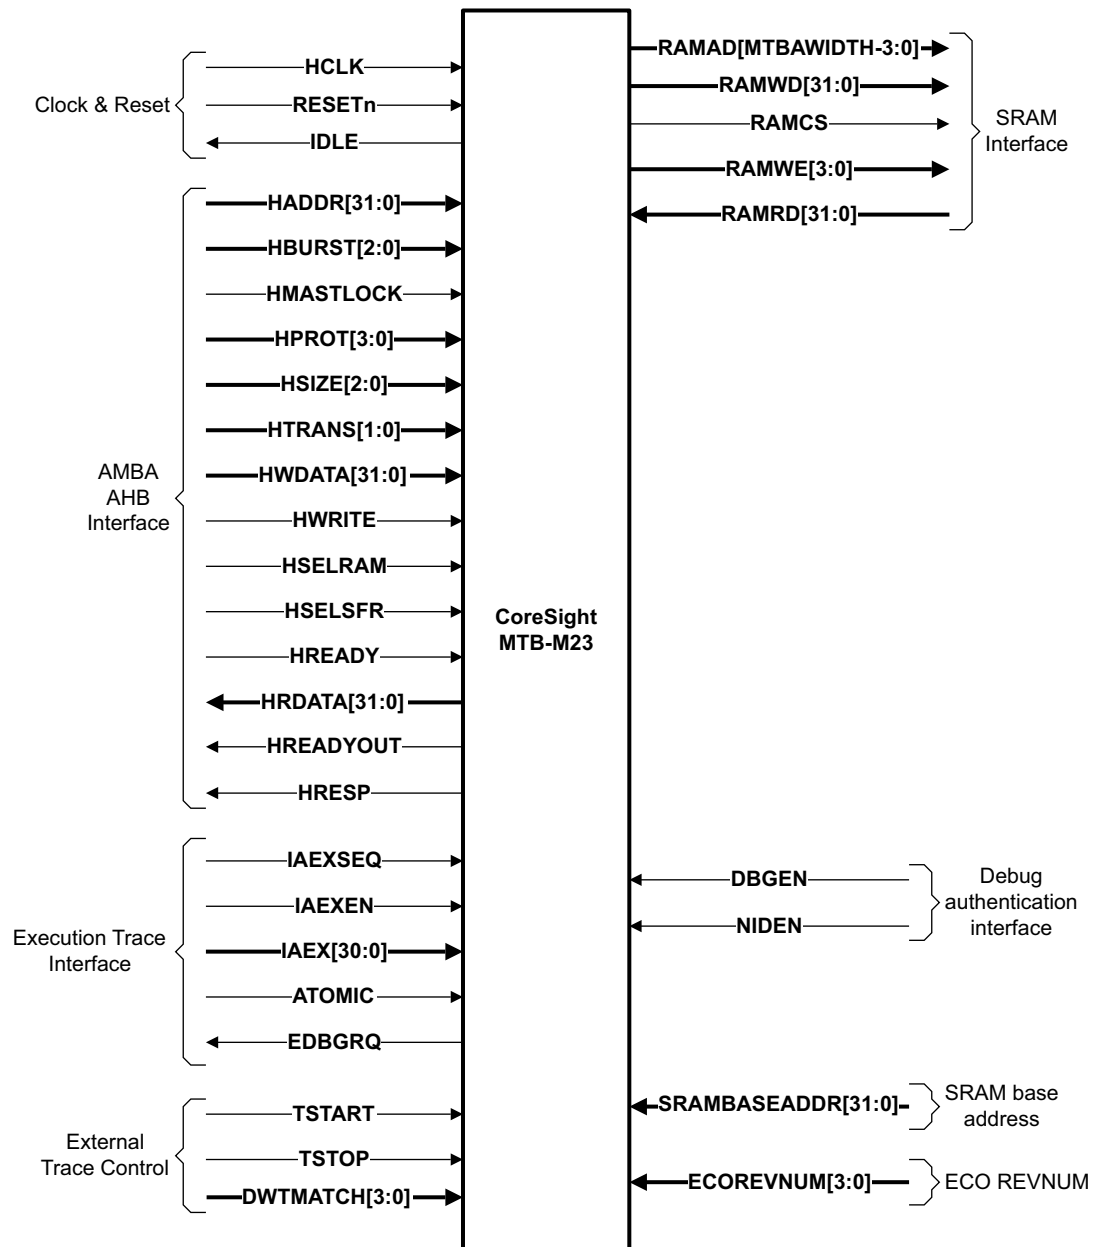 Clock & Reset
HCLK
RESETn
IDLE
AMBA
AHB
Interface
HADDR[31:0]
HBURST[2:0]
HMASTLOCK
HPROT[3:0]
HSIZE[2:0]
HTRANS[1:0]
HWDATA[31:0]
HWRITE
HSELRAM
HSELSFR
HREADY
HRDATA[31:0]
HREADYOUT
HRESP
Execution Trace
Interface
IAEXSEQ
IAEXEN
IAEX[30:0]
ATOMIC
EDBGRQ
External
Trace Control
TSTART
TSTOP
DWTMATCH[3:0]
CoreSight
MTB-M23
RAMAD[MTBAWIDTH-3:0]
RAMWD[31:0]
RAMCS
RAMWE[3:0]
RAMRD[31:0]
SRAM
Interface
DBGEN
NIDEN
Debug
authentication
interface
SRAMBASEADDR[31:0]
SRAM base
address
ECOREVNUM[3:0]
ECO REVNUM